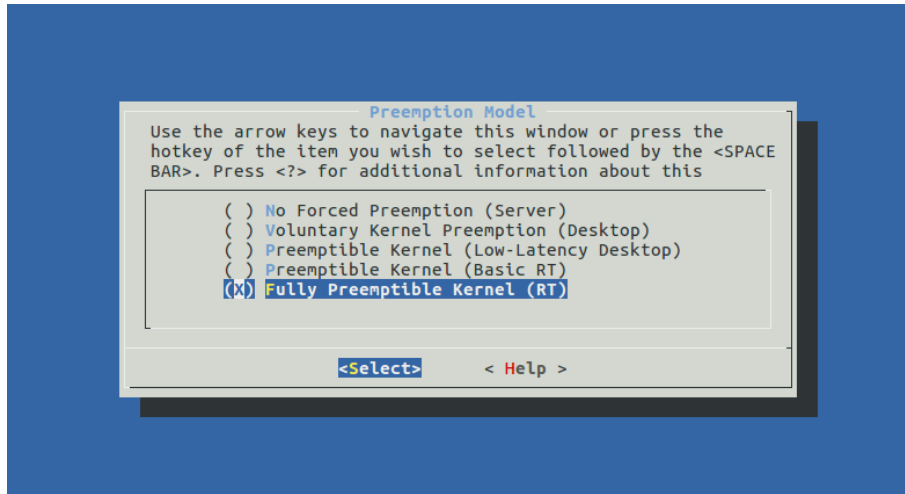 Preemption Model
Use the arrow keys to navigate this window or press the
hotkey of the item you wish to select followed by the <SPACE
BAR>. Press <?> for additional information about this
( ) No Forced Preemption (Server)
( ) Voluntary Kernel Preemption (Desktop)
( ) Preemptible Kernel (Low-Latency Desktop)
( ) Preemptible Kernel (Basic RT)
(X) Fully Preemptible Kernel (RT)
<Select> < Help >